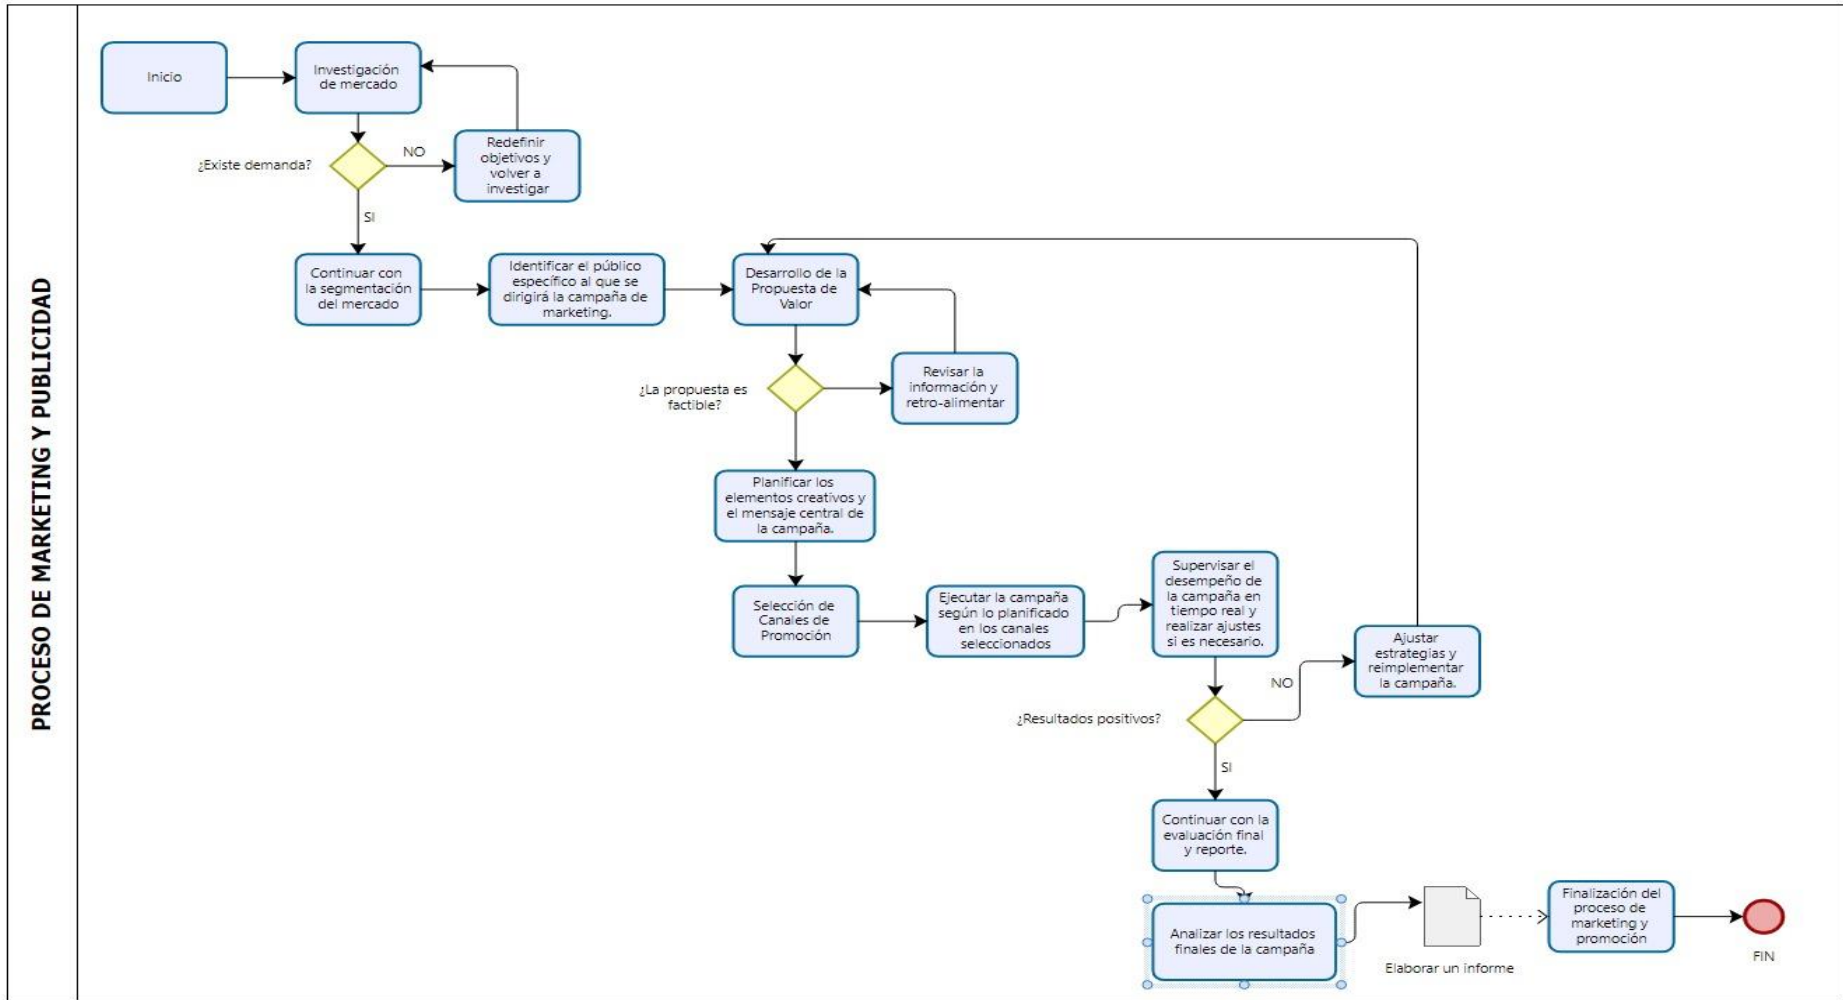 PROCESO DE MARKETING Y PUBLICIDAD
Inicio
Investigación
de mercado
¿Existe demanda?
NO
Redefinir
objetivos y
volver a
investigar
SI
Continuar con
la segmentación
del mercado
Identificar el público
específico al que se
dirigirá la campaña de
marketing.
Desarrollo de la
Propuesta de
Valor
¿La propuesta es
factible?
Revisar la
información y
retro-alimentar
Planificar los
elementos creativos y
el mensaje central de
la campaña.
Selección de
Canales de
Promoción
Ejecutar la campaña
según lo planificado
en los canales
seleccionados
Supervisar el
desempeño de
la campaña en
tiempo real y
realizar ajustes
si es necesario.
¿Resultados positivos?
NO
Ajustar
estrategias y
reimplementar
la campaña.
SI
Continuar con la
evaluación final
y reporte.
Analizar los resultados
finales de la campaña
Elaborar un informe
Finalización del
proceso de
marketing y
promoción
FIN